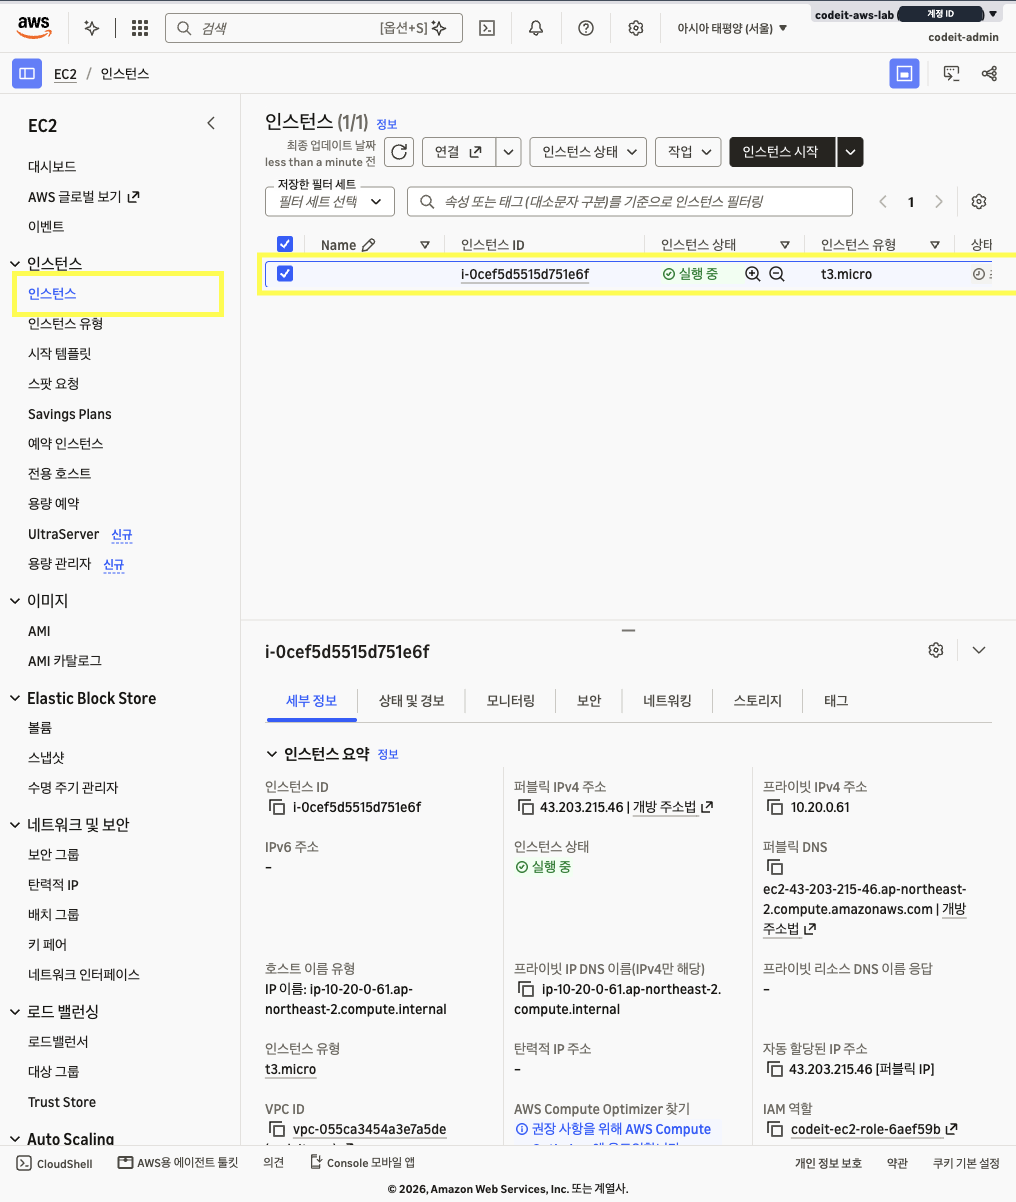 aws
검색
[옵션+S]
아시아 태평양 (서울)
codeit-aws-lab
계정 ID
codeit-admin
EC2 / 인스턴스
EC2
대시보드
AWS 글로벌 보기
이벤트
인스턴스
인스턴스
인스턴스 유형
시작 템플릿
스팟 요청
Savings Plans
예약 인스턴스
전용 호스트
용량 예약
UltraServer 신규
용량 관리자 신규
이미지
AMI
AMI 카탈로그
Elastic Block Store
볼륨
스냅샷
수명 주기 관리자
네트워크 및 보안
보안 그룹
탄력적 IP
배치 그룹
키 페어
네트워크 인터페이스
로드 밸런싱
로드밸런서
대상 그룹
Trust Store
Auto Scaling
인스턴스 (1/1) 정보
최종 업데이트 날짜
less than a minute 전
연결
인스턴스 상태
작업
인스턴스 시작
저장한 필터 세트
필터 세트 선택
속성 또는 태그 (대소문자 구분)를 기준으로 인스턴스 필터링
1
Name 인스턴스 ID 인스턴스 상태 인스턴스 유형 상태
i-0cef5d5515d751e6f 실행 중 t3.micro
i-0cef5d5515d751e6f
세부 정보 상태 및 경보 모니터링 보안 네트워킹 스토리지 태그
인스턴스 요약 정보
인스턴스 ID
i-0cef5d5515d751e6f
퍼블릭 IPv4 주소
43.203.215.46 | 개방 주소법
프라이빗 IPv4 주소
10.20.0.61
IPv6 주소
–
인스턴스 상태
실행 중
퍼블릭 DNS
ec2-43-203-215-46.ap-northeast-
2.compute.amazonaws.com | 개방
주소법
호스트 이름 유형
IP 이름: ip-10-20-0-61.ap-
northeast-2.compute.internal
프라이빗 IP DNS 이름(IPv4만 해당)
ip-10-20-0-61.ap-northeast-2.
compute.internal
프라이빗 리소스 DNS 이름 응답
–
인스턴스 유형
t3.micro
탄력적 IP 주소
–
자동 할당된 IP 주소
43.203.215.46 [퍼블릭 IP]
VPC ID
vpc-055ca3454a3e7a5de
AWS Compute Optimizer 찾기
권장 사항을 위해 AWS Compute
IAM 역할
codeit-ec2-role-6aef59b
CloudShell
AWS용 에이전트 툴킷
의견
Console 모바일 앱
개인 정보 보호
약관
쿠키 기본 설정
© 2026, Amazon Web Services, Inc. 또는 계열사.